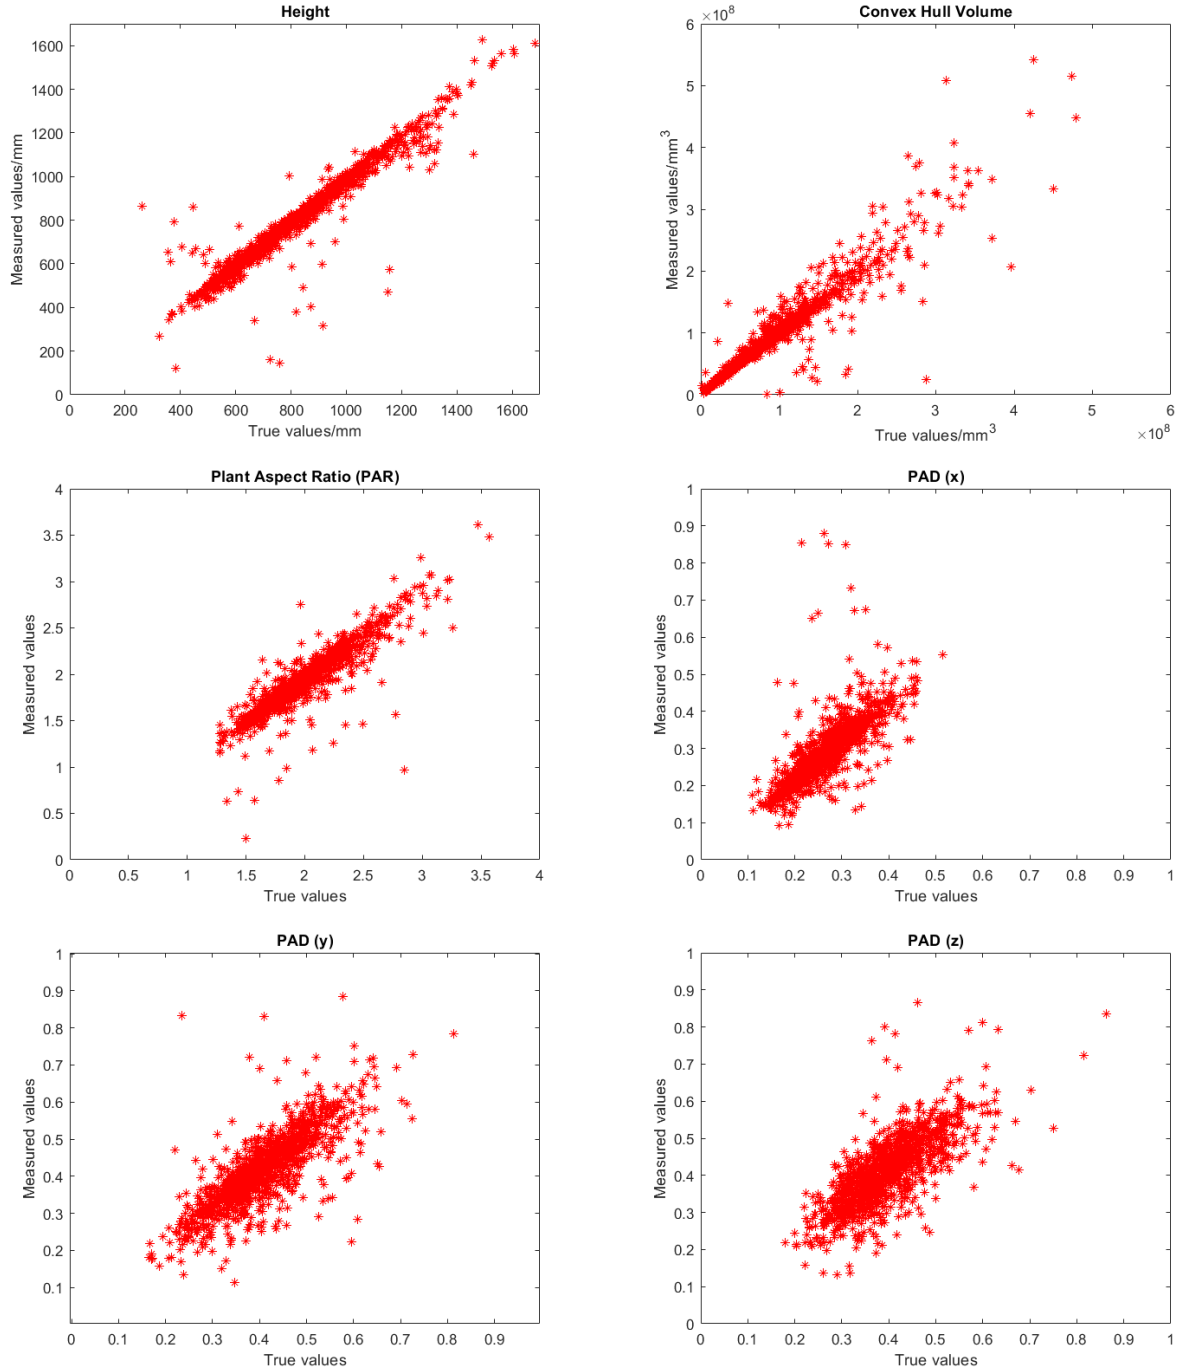 Height
1600
1400
1200
1000
800
600
400
200
0
0 200 400 600 800 1000 1200 1400 1600
Measured values/mm
True values/mm
Convex Hull Volume
×10^8
6
5
4
3
2
1
0
0 1 2 3 4 5 6
Measured values/mm³
True values/mm³
×10^8
Plant Aspect Ratio (PAR)
4
3.5
3
2.5
2
1.5
1
0.5
0
0 0.5 1 1.5 2 2.5 3 3.5 4
Measured values
True values
PAD (x)
1
0.9
0.8
0.7
0.6
0.5
0.4
0.3
0.2
0.1
0
0 0.1 0.2 0.3 0.4 0.5 0.6 0.7 0.8 0.9 1
Measured values
True values
PAD (y)
1
0.9
0.8
0.7
0.6
0.5
0.4
0.3
0.2
0.1
0 0.1 0.2 0.3 0.4 0.5 0.6 0.7 0.8 0.9
Measured values
True values
PAD (z)
1
0.9
0.8
0.7
0.6
0.5
0.4
0.3
0.2
0.1
0
0 0.1 0.2 0.3 0.4 0.5 0.6 0.7 0.8 0.9 1
Measured values
True values